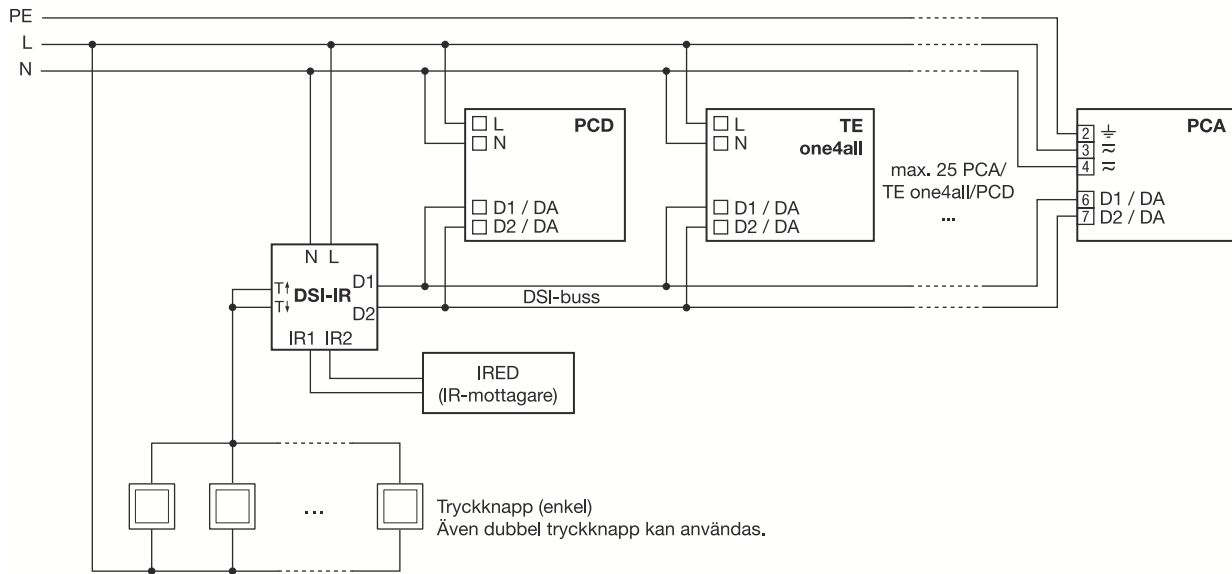 PE
L
N
L
N
PCD
D1 / DA
D2 / DA
L
N
TE
one4all
D1 / DA
D2 / DA
max. 25 PCA/
TE one4all/PCD
...
PCA
2
3
4
6 D1 / DA
7 D2 / DA
N L
T↑
T↓
DSI-IR
D1
D2
IR1 IR2
DSI-buss
IRED
(IR-mottagare)
...
Tryckknapp (enkel)
Även dubbel tryckknapp kan användas.